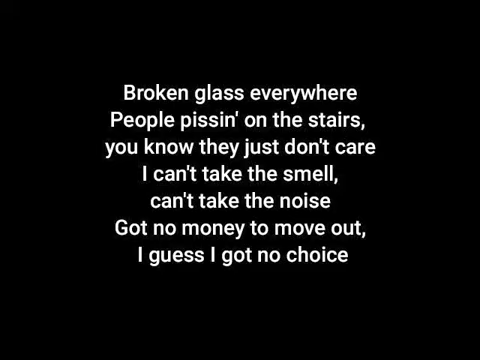 Broken glass everywhere
People pissin' on the stairs,
you know they just don't care
I can't take the smell,
can't take the noise
Got no money to move out,
I guess I got no choice